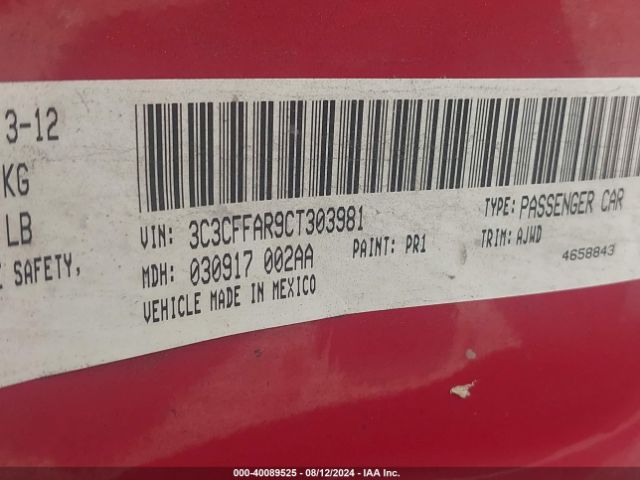 3-12
KG
LB
SAFETY,
VIN: 3C3CFFAR9CT303981
TYPE: PASSENGER CAR
MDH: 030917 002AA
PAINT: PR1
TRIM: AJWD
VEHICLE MADE IN MEXICO
4658843
000-40089525 - 08/12/2024 - IAA Inc.